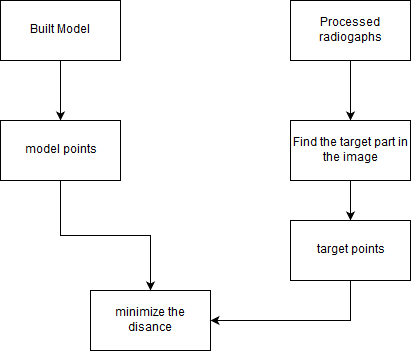 Built Model
Processed
radiogaphs
model points
Find the target part in
the image
target points
minimize the
disance